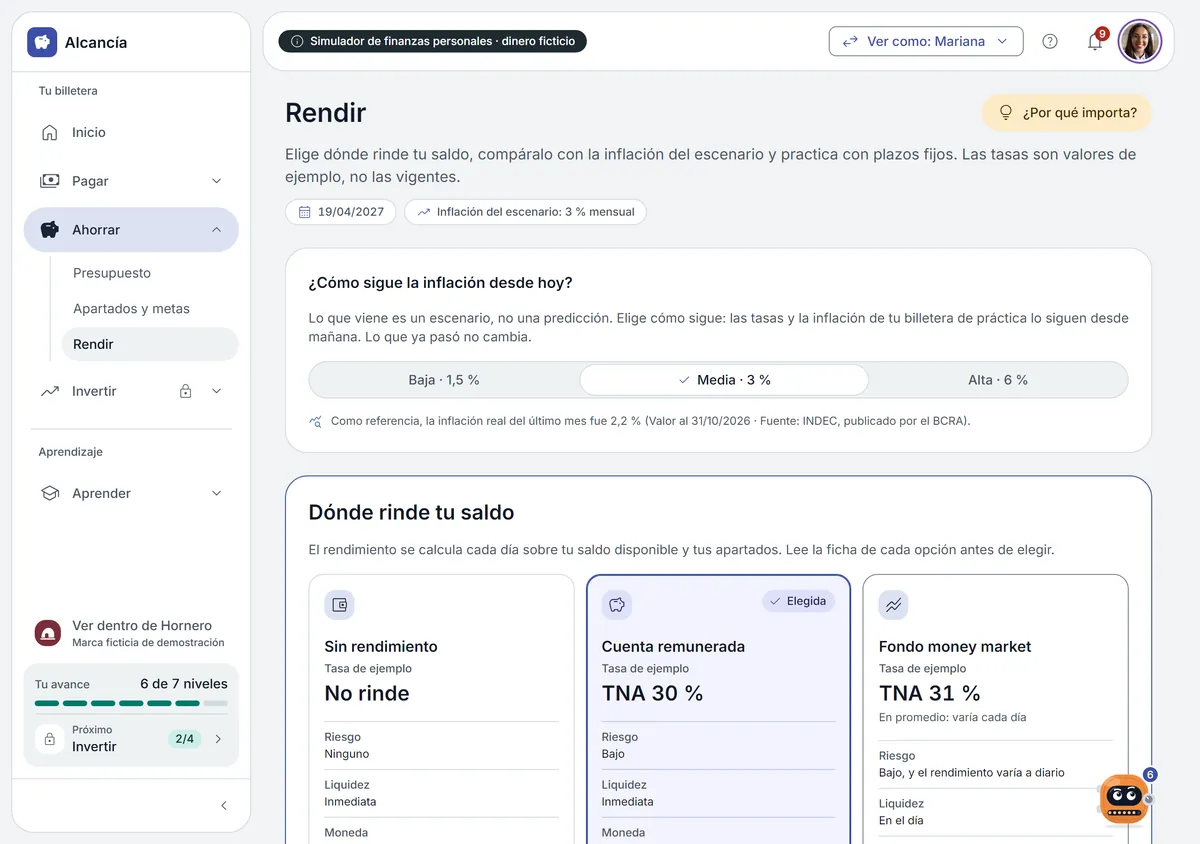 Alcancía
Tu billetera
Inicio
Pagar
Ahorrar
Presupuesto
Apartados y metas
Rendir
Invertir
Aprendizaje
Aprender
Ver dentro de Hornero
Marca ficticia de demostración
Tu avance
6 de 7 niveles
Próximo
Invertir
2/4
Simulador de finanzas personales · dinero ficticio
Ver como: Mariana
9
Rendir
¿Por qué importa?
Elige dónde rinde tu saldo, compáralo con la inflación del escenario y practica con plazos fijos. Las tasas son valores de
ejemplo, no las vigentes.
19/04/2027
Inflación del escenario: 3 % mensual
¿Cómo sigue la inflación desde hoy?
Lo que viene es un escenario, no una predicción. Elige cómo sigue: las tasas y la inflación de tu billetera de práctica lo siguen desde
mañana. Lo que ya pasó no cambia.
Baja · 1,5 %
Media · 3 %
Alta · 6 %
Como referencia, la inflación real del último mes fue 2,2 % (Valor al 31/10/2026 · Fuente: INDEC, publicado por el BCRA).
Dónde rinde tu saldo
El rendimiento se calcula cada día sobre tu saldo disponible y tus apartados. Lee la ficha de cada opción antes de elegir.
Sin rendimiento
Tasa de ejemplo
No rinde
Riesgo
Ninguno
Liquidez
Inmediata
Moneda
Elegida
Cuenta remunerada
Tasa de ejemplo
TNA 30 %
Riesgo
Bajo
Liquidez
Inmediata
Moneda
Fondo money market
Tasa de ejemplo
TNA 31 %
En promedio: varía cada día
Riesgo
Bajo, y el rendimiento varía a diario
Liquidez
En el día
6